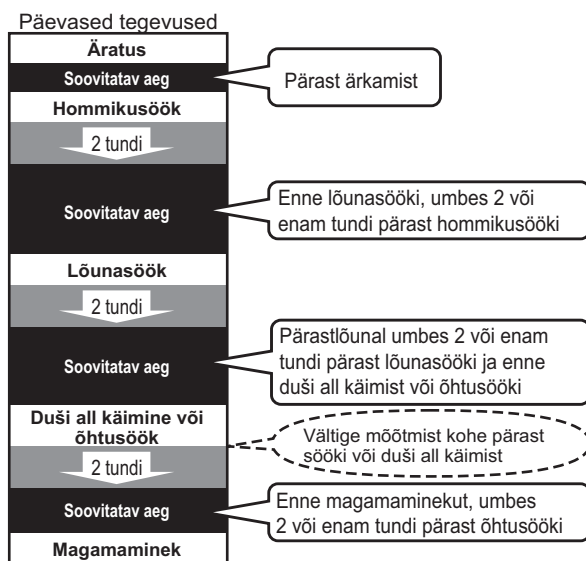 Päevased tegevused
Äratus
Soovitatav aeg
Pärast ärkamist
Hommikusöök
2 tundi
Soovitatav aeg
Enne lõunasööki, umbes 2 või
enam tundi pärast hommikusööki
Lõunasöök
2 tundi
Soovitatav aeg
Pärastlõunal umbes 2 või enam
tundi pärast lõunasööki ja enne
duši all käimist või õhtusööki
Duši all käimine või
õhtusöök
Vältige mõõtmist kohe pärast
sööki või duši all käimist
2 tundi
Soovitatav aeg
Enne magamaminekut, umbes
2 või enam tundi pärast õhtusööki
Magamaminek